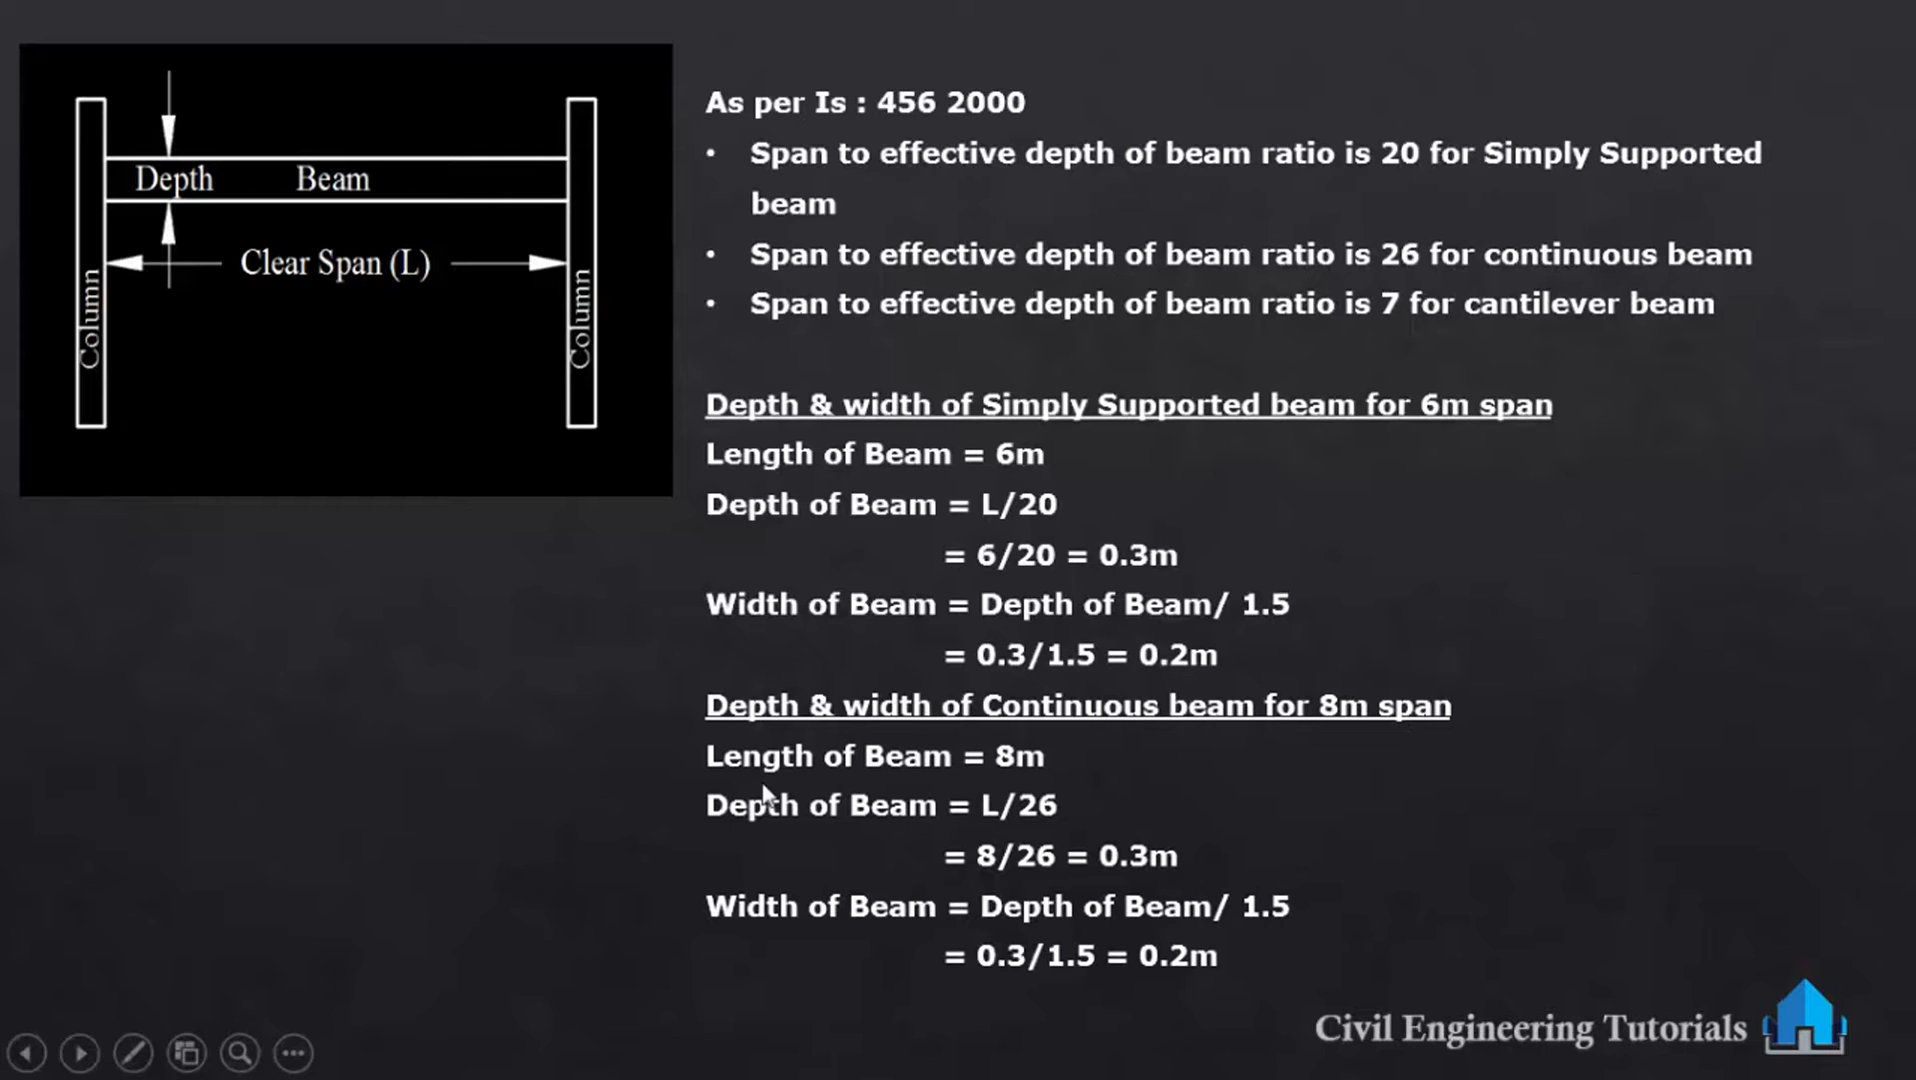 Depth Beam
Clear Span (L)
Column
Column
As per Is : 456 2000
• Span to effective depth of beam ratio is 20 for Simply Supported
beam
• Span to effective depth of beam ratio is 26 for continuous beam
• Span to effective depth of beam ratio is 7 for cantilever beam
Depth & width of Simply Supported beam for 6m span
Length of Beam = 6m
Depth of Beam = L/20
= 6/20 = 0.3m
Width of Beam = Depth of Beam/ 1.5
= 0.3/1.5 = 0.2m
Depth & width of Continuous beam for 8m span
Length of Beam = 8m
Depth of Beam = L/26
= 8/26 = 0.3m
Width of Beam = Depth of Beam/ 1.5
= 0.3/1.5 = 0.2m
Civil Engineering Tutorials